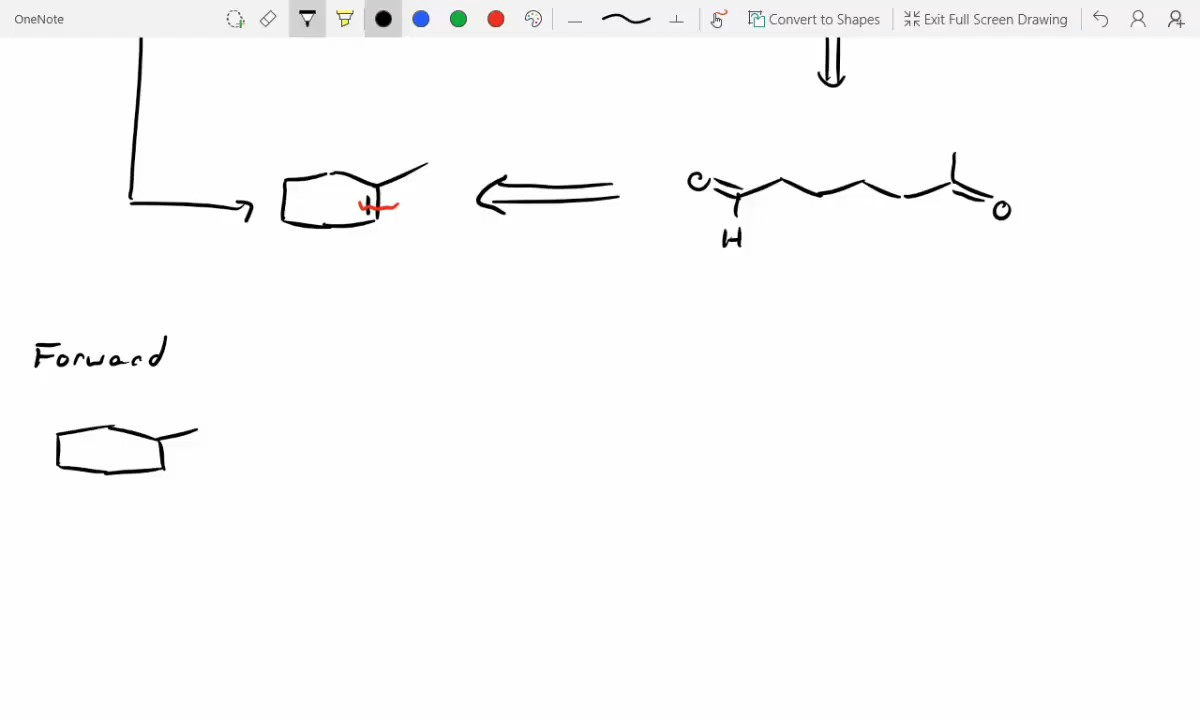 OneNote
Convert to Shapes
Exit Full Screen Drawing
O
O
H
Forward